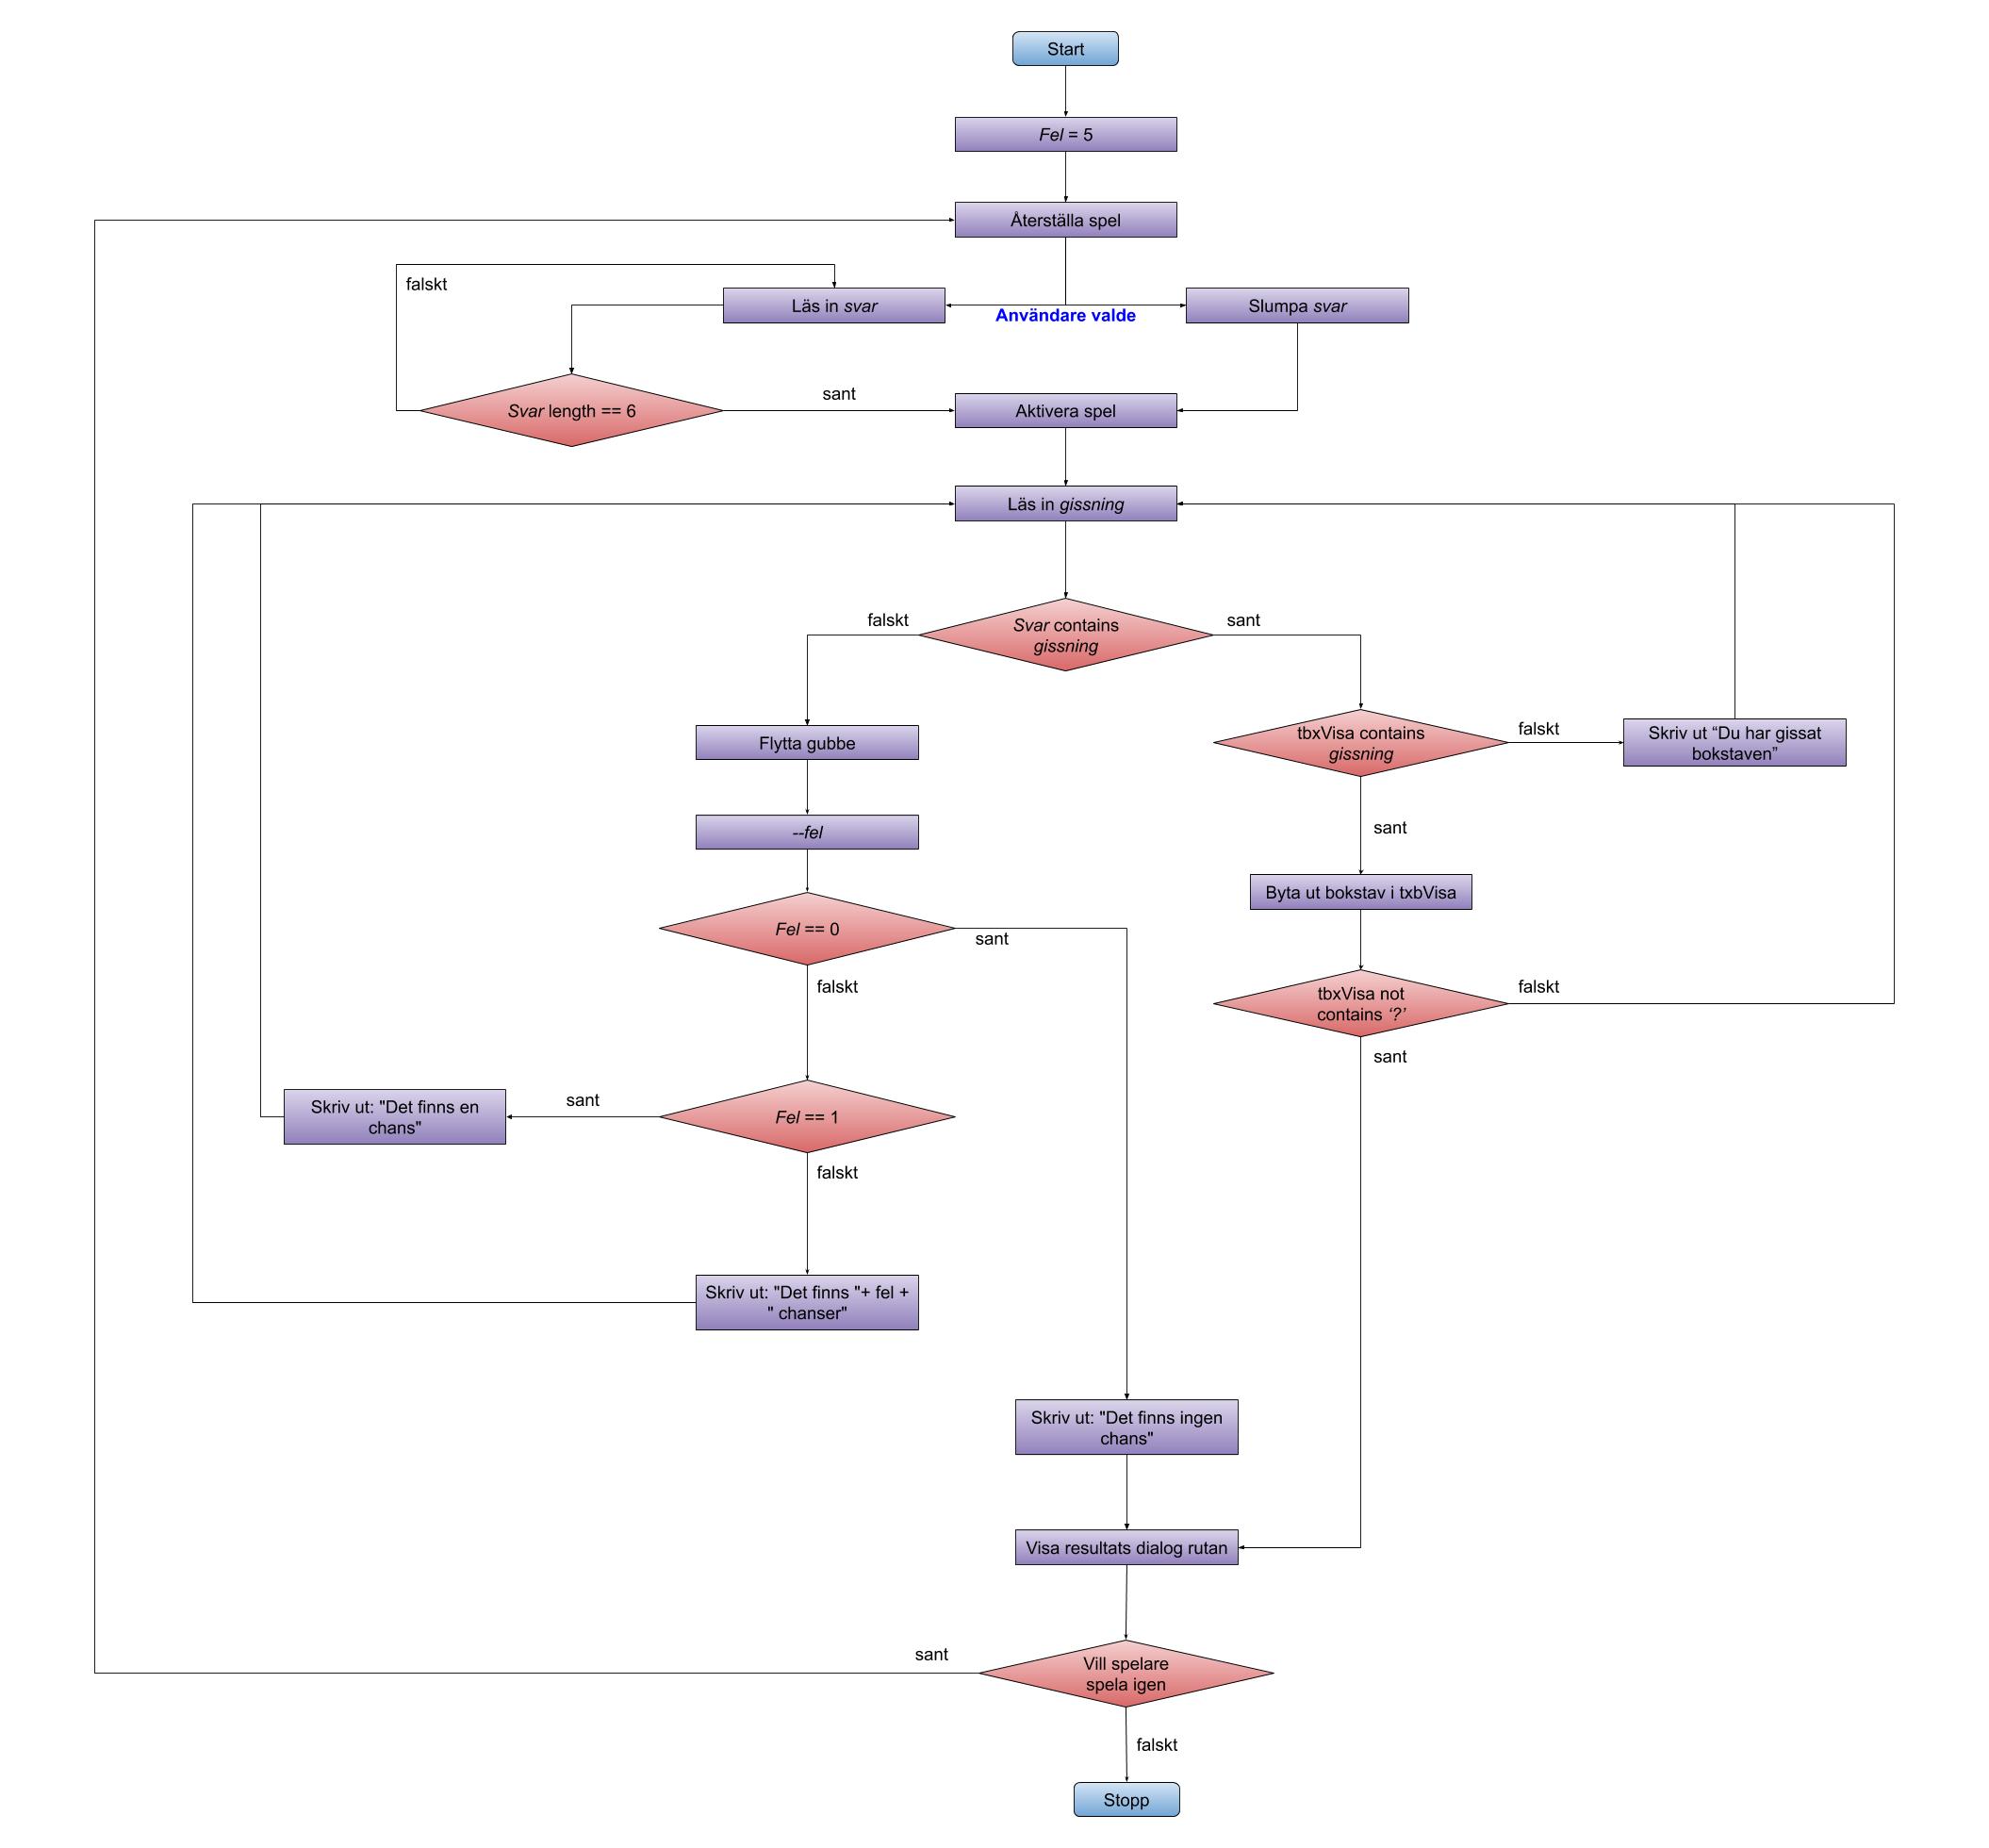 Start
Fel = 5
Återställa spel
falskt
Läs in svar
Användare valde
Slumpa svar
Svar length == 6
sant
Aktivera spel
Läs in gissning
falskt
Svar contains
gissning
sant
Flytta gubbe
tbxVisa contains
gissning
falskt
Skriv ut “Du har gissat
bokstaven”
--fel
sant
Byta ut bokstav i txbVisa
Fel == 0
sant
falskt
tbxVisa not
contains ‘?’
falskt
sant
Skriv ut: "Det finns en
chans"
sant
Fel == 1
falskt
Skriv ut: "Det finns "+ fel +
" chanser"
Skriv ut: "Det finns ingen
chans"
Visa resultats dialog rutan
sant
Vill spelare
spela igen
falskt
Stopp